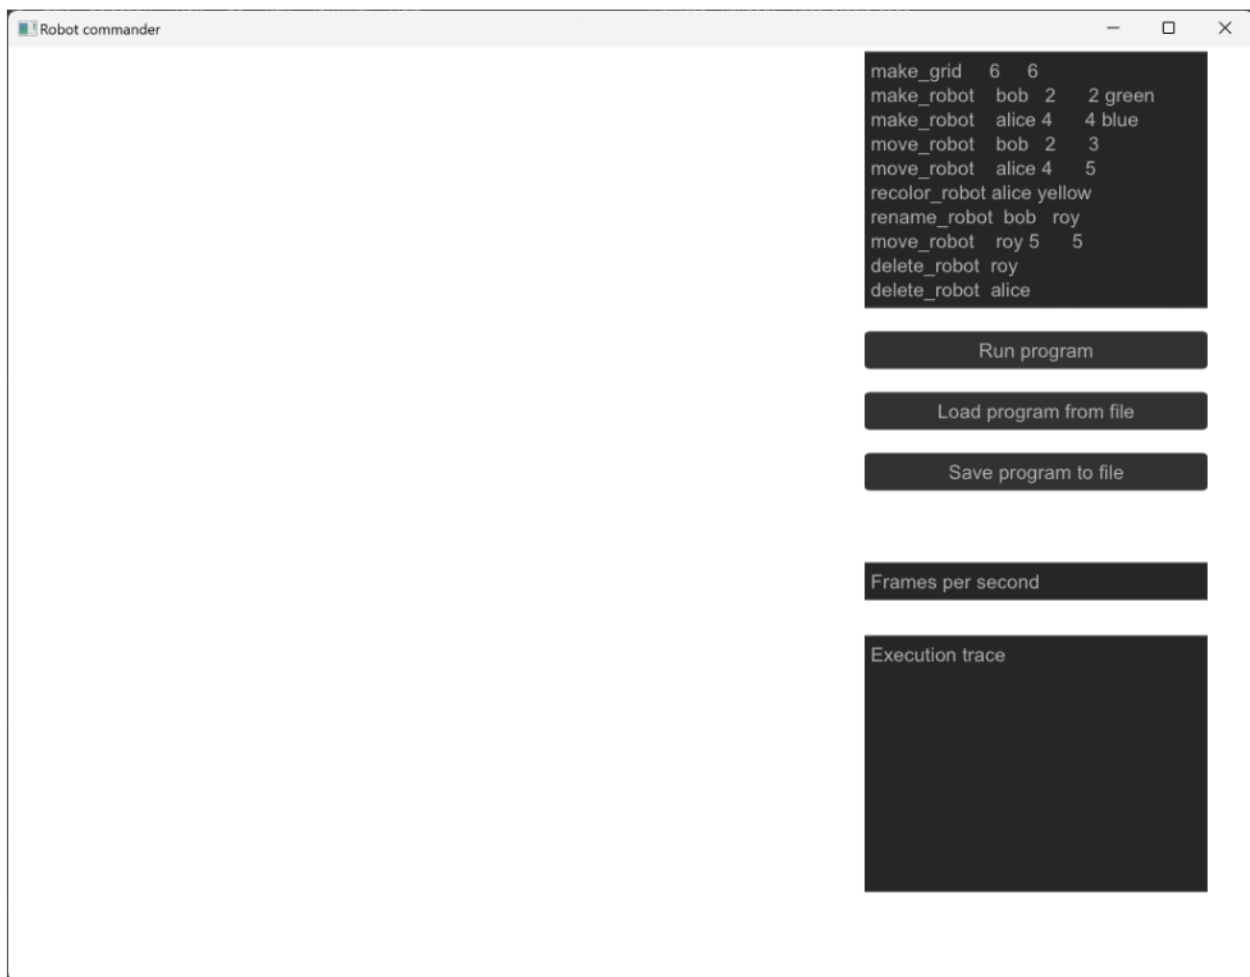 Robot commander
make_grid 6 6
make_robot bob 2 2 green
make_robot alice 4 4 blue
move_robot bob 2 3
move_robot alice 4 5
recolor_robot alice yellow
rename_robot bob roy
move_robot roy 5 5
delete_robot roy
delete_robot alice
Run program
Load program from file
Save program to file
Frames per second
Execution trace